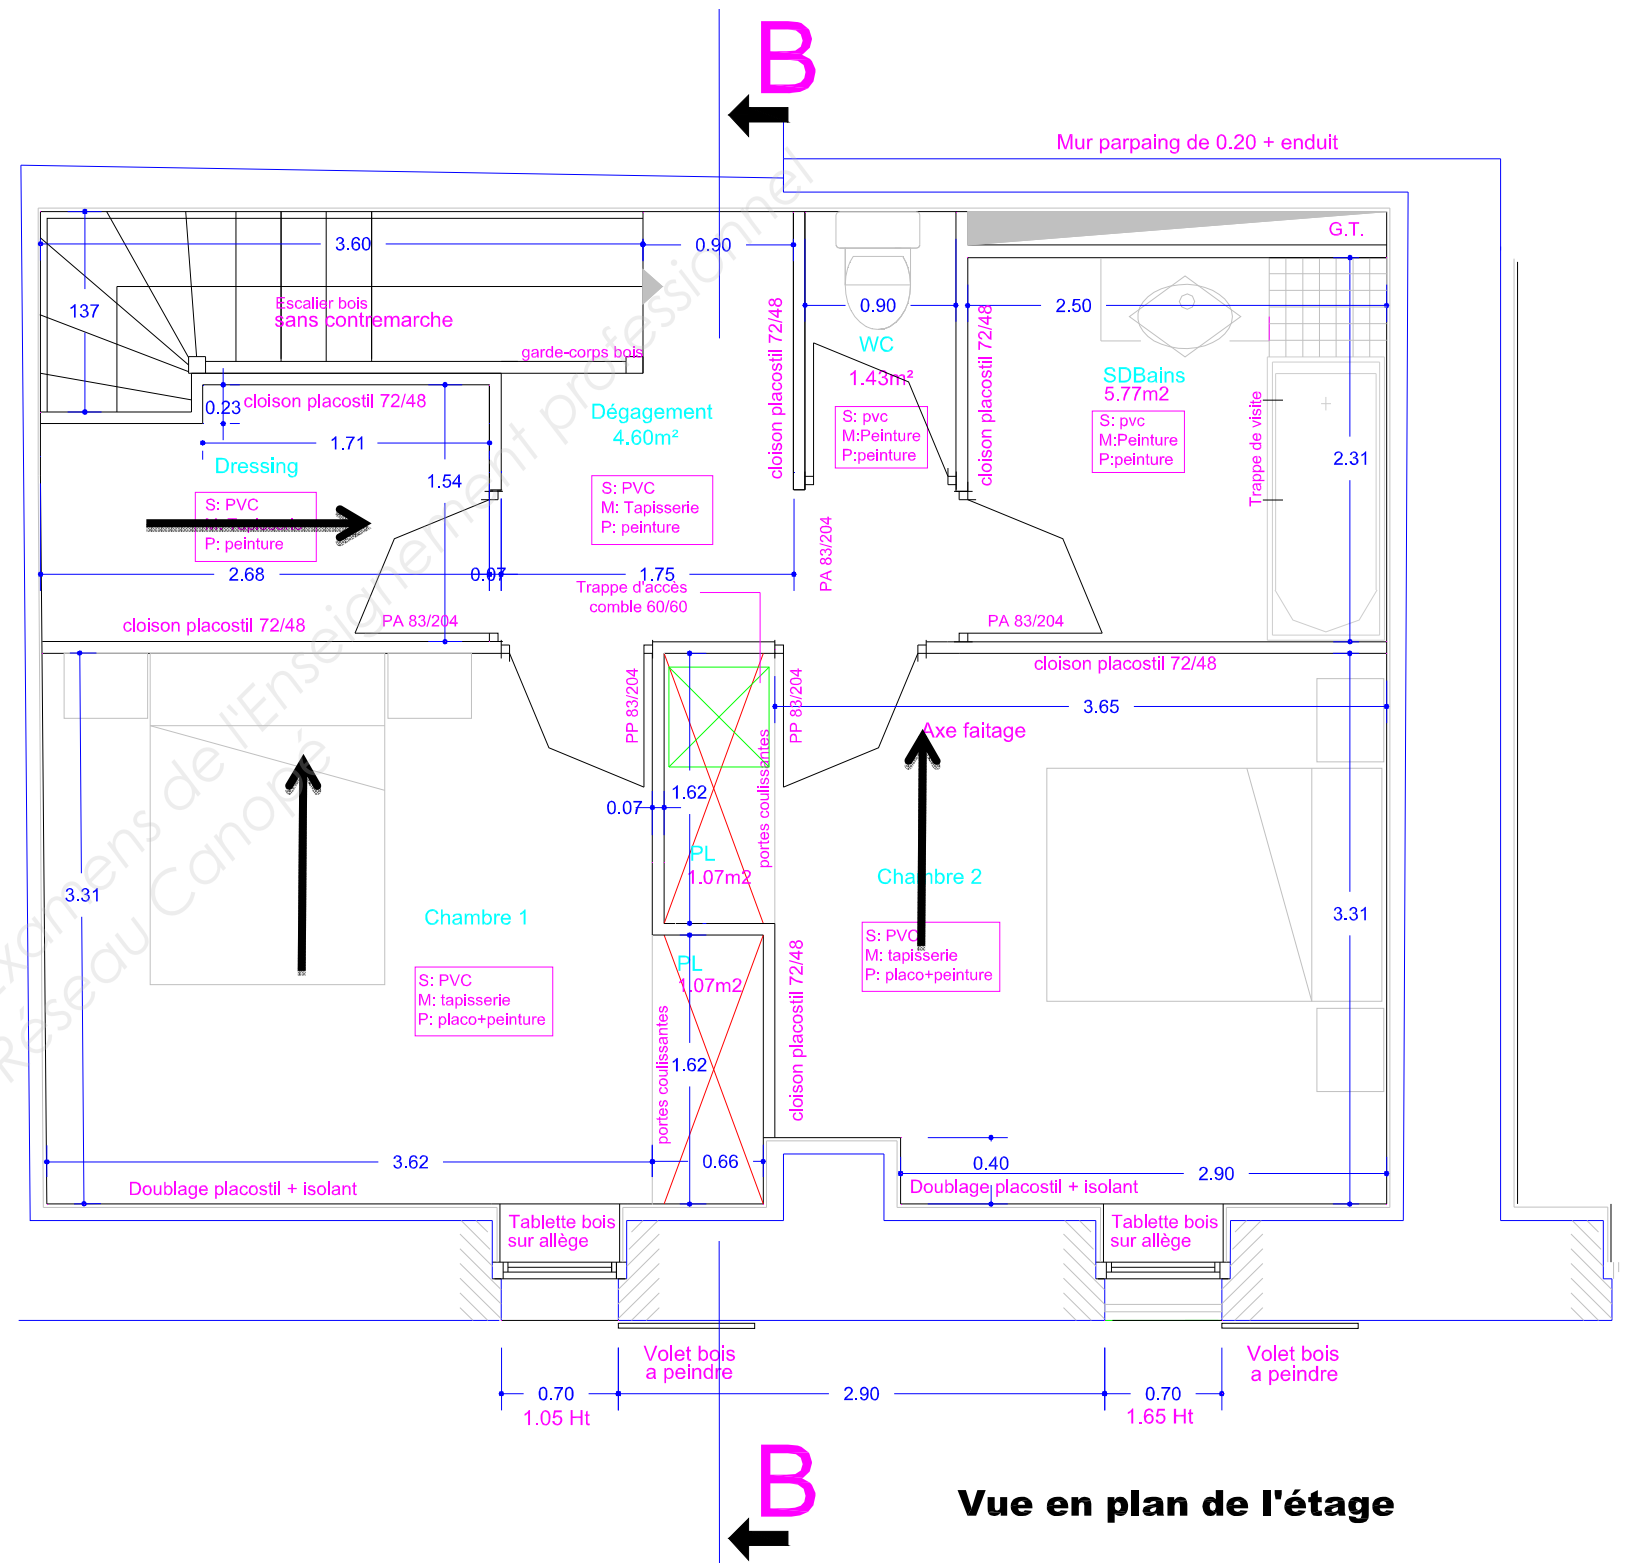 B
Mur parpaing de 0.20 + enduit
G.T.
3.60
0.90
137
Escalier bois
sans contremarche
garde-corps bois
0.90
2.50
WC
1.43m²
S: pvc
M:Peinture
P:peinture
SDBains
5.77m2
S: pvc
M:Peinture
P:peinture
Trappe de visite
2.31
cloison placostil 72/48
cloison placostil 72/48
0.23
cloison placostil 72/48
1.71
Dressing
1.54
S: PVC
P: peinture
Dégagement
4.60m²
S: PVC
M: Tapisserie
P: peinture
2.68
0.07
1.75
Trappe d'accès
comble 60/60
PA 83/204
cloison placostil 72/48
PA 83/204
PA 83/204
cloison placostil 72/48
PP 83/204
PP 83/204
3.65
Axe faitage
portes coulissantes
0.07
1.62
PL
1.07m2
3.31
Chambre 1
S: PVC
M: tapisserie
P: placo+peinture
Chambre 2
S: PVC
M: tapisserie
P: placo+peinture
3.31
PL
1.07m2
portes coulissantes
1.62
cloison placostil 72/48
3.62
0.66
0.40
2.90
Doublage placostil + isolant
Doublage placostil + isolant
Tablette bois
sur allège
Tablette bois
sur allège
Volet bois
a peindre
Volet bois
a peindre
0.70
2.90
0.70
1.05 Ht
1.65 Ht
B
Vue en plan de l'étage
Examens de l'Enseignement professionnel
Réseau Canopé